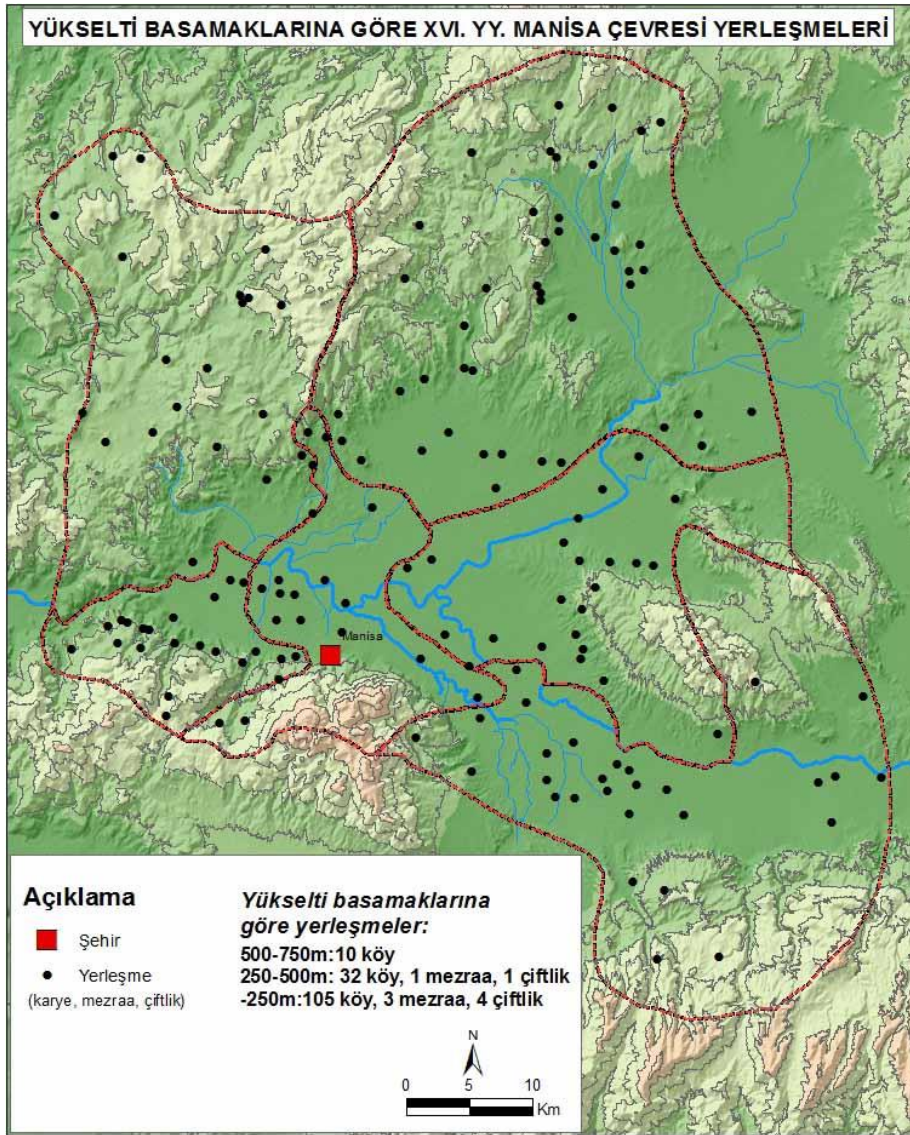 YÜKSELTİ BASAMAKLARINA GÖRE XVI. YY. MANİSA ÇEVRESİ YERLEŞMELERİ
Manisa
Açıklama
Şehir
Yerleşme
(karye, mezraa, çiftlik)
Yükselti basamaklarına
göre yerleşmeler:
500-750m:10 köy
250-500m: 32 köy, 1 mezraa, 1 çiftlik
-250m:105 köy, 3 mezraa, 4 çiftlik
N
0 5 10
Km